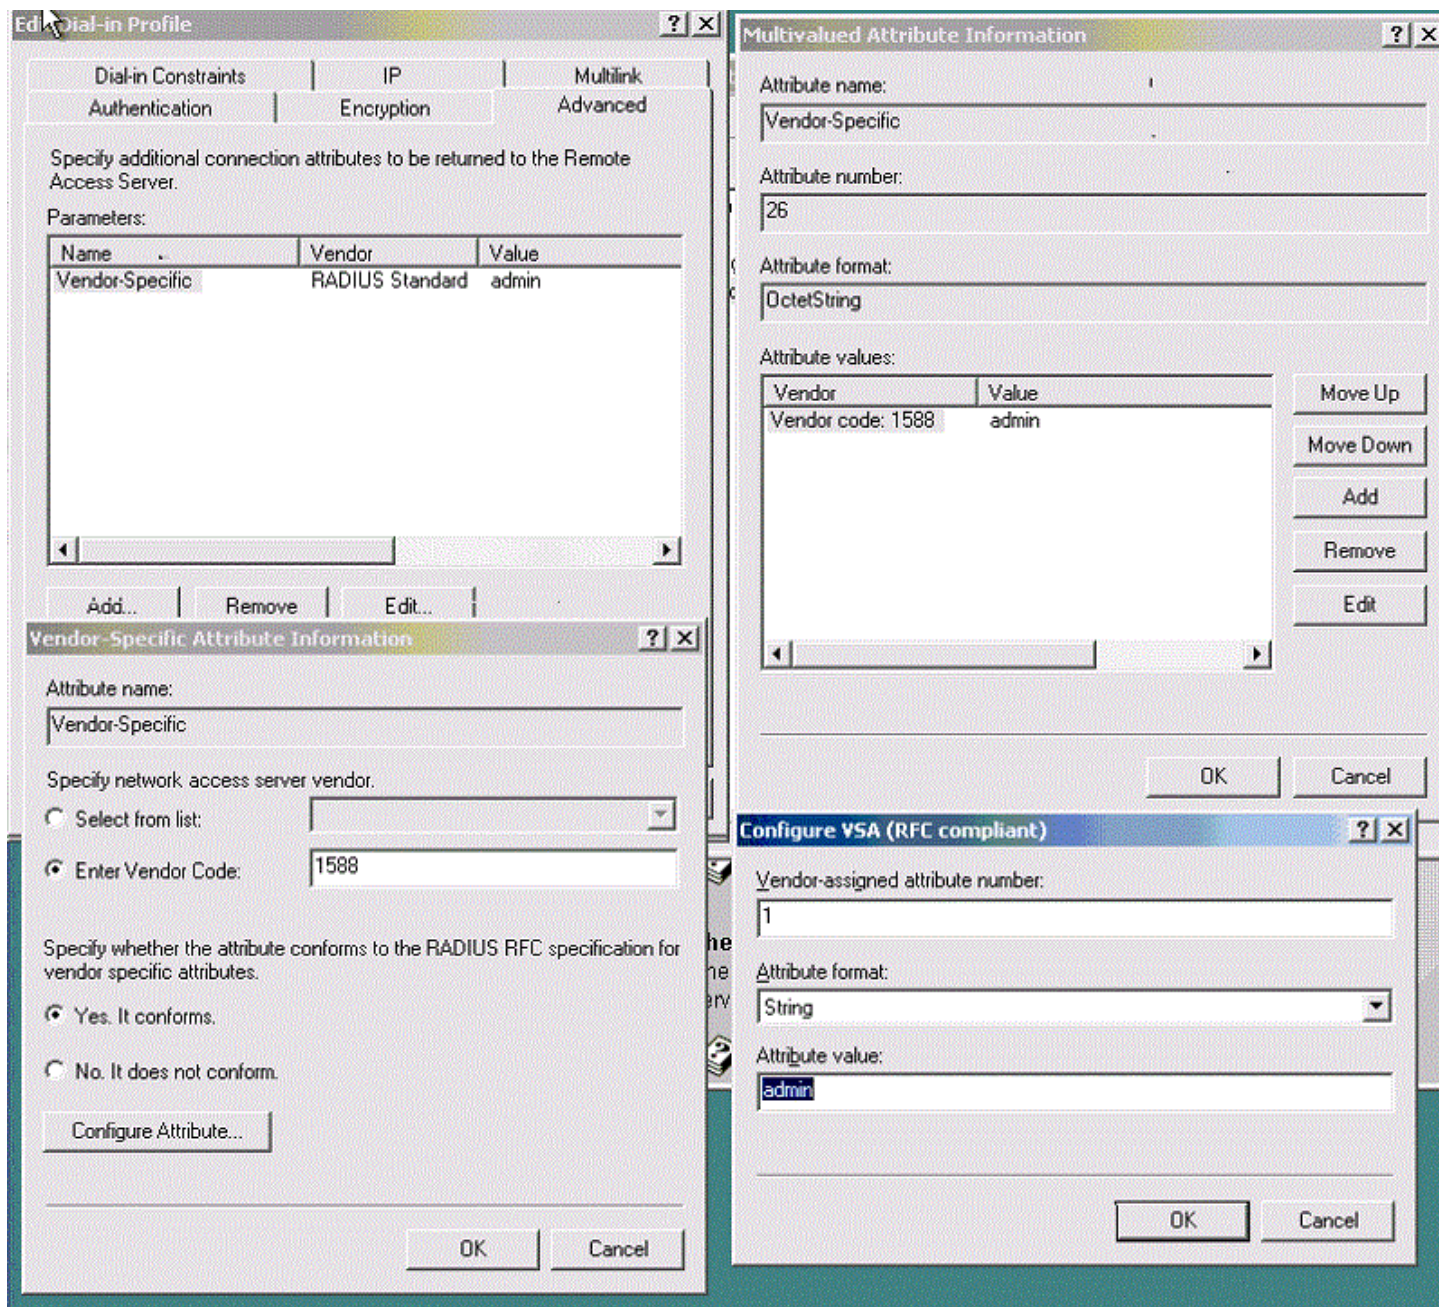 Edit Dial-in Profile
Dial-in Constraints
IP
Multilink
Authentication
Encryption
Advanced
Specify additional connection attributes to be returned to the Remote
Access Server.
Parameters:
Name Vendor Value
Vendor-Specific RADIUS Standard admin
Add... Remove Edit...
Vendor-Specific Attribute Information
Attribute name:
Vendor-Specific
Specify network access server vendor.
Select from list:
Enter Vendor Code: 1588
Specify whether the attribute conforms to the RADIUS RFC specification for
vendor specific attributes.
Yes. It conforms.
No. It does not conform.
Configure Attribute...
OK Cancel
Multivalued Attribute Information
Attribute name:
Vendor-Specific
Attribute number:
26
Attribute format:
OctetString
Attribute values:
Vendor Value
Vendor code: 1588 admin
Move Up
Move Down
Add
Remove
Edit
OK Cancel
Configure VSA (RFC compliant)
Vendor-assigned attribute number:
1
Attribute format:
String
Attribute value:
admin
OK Cancel